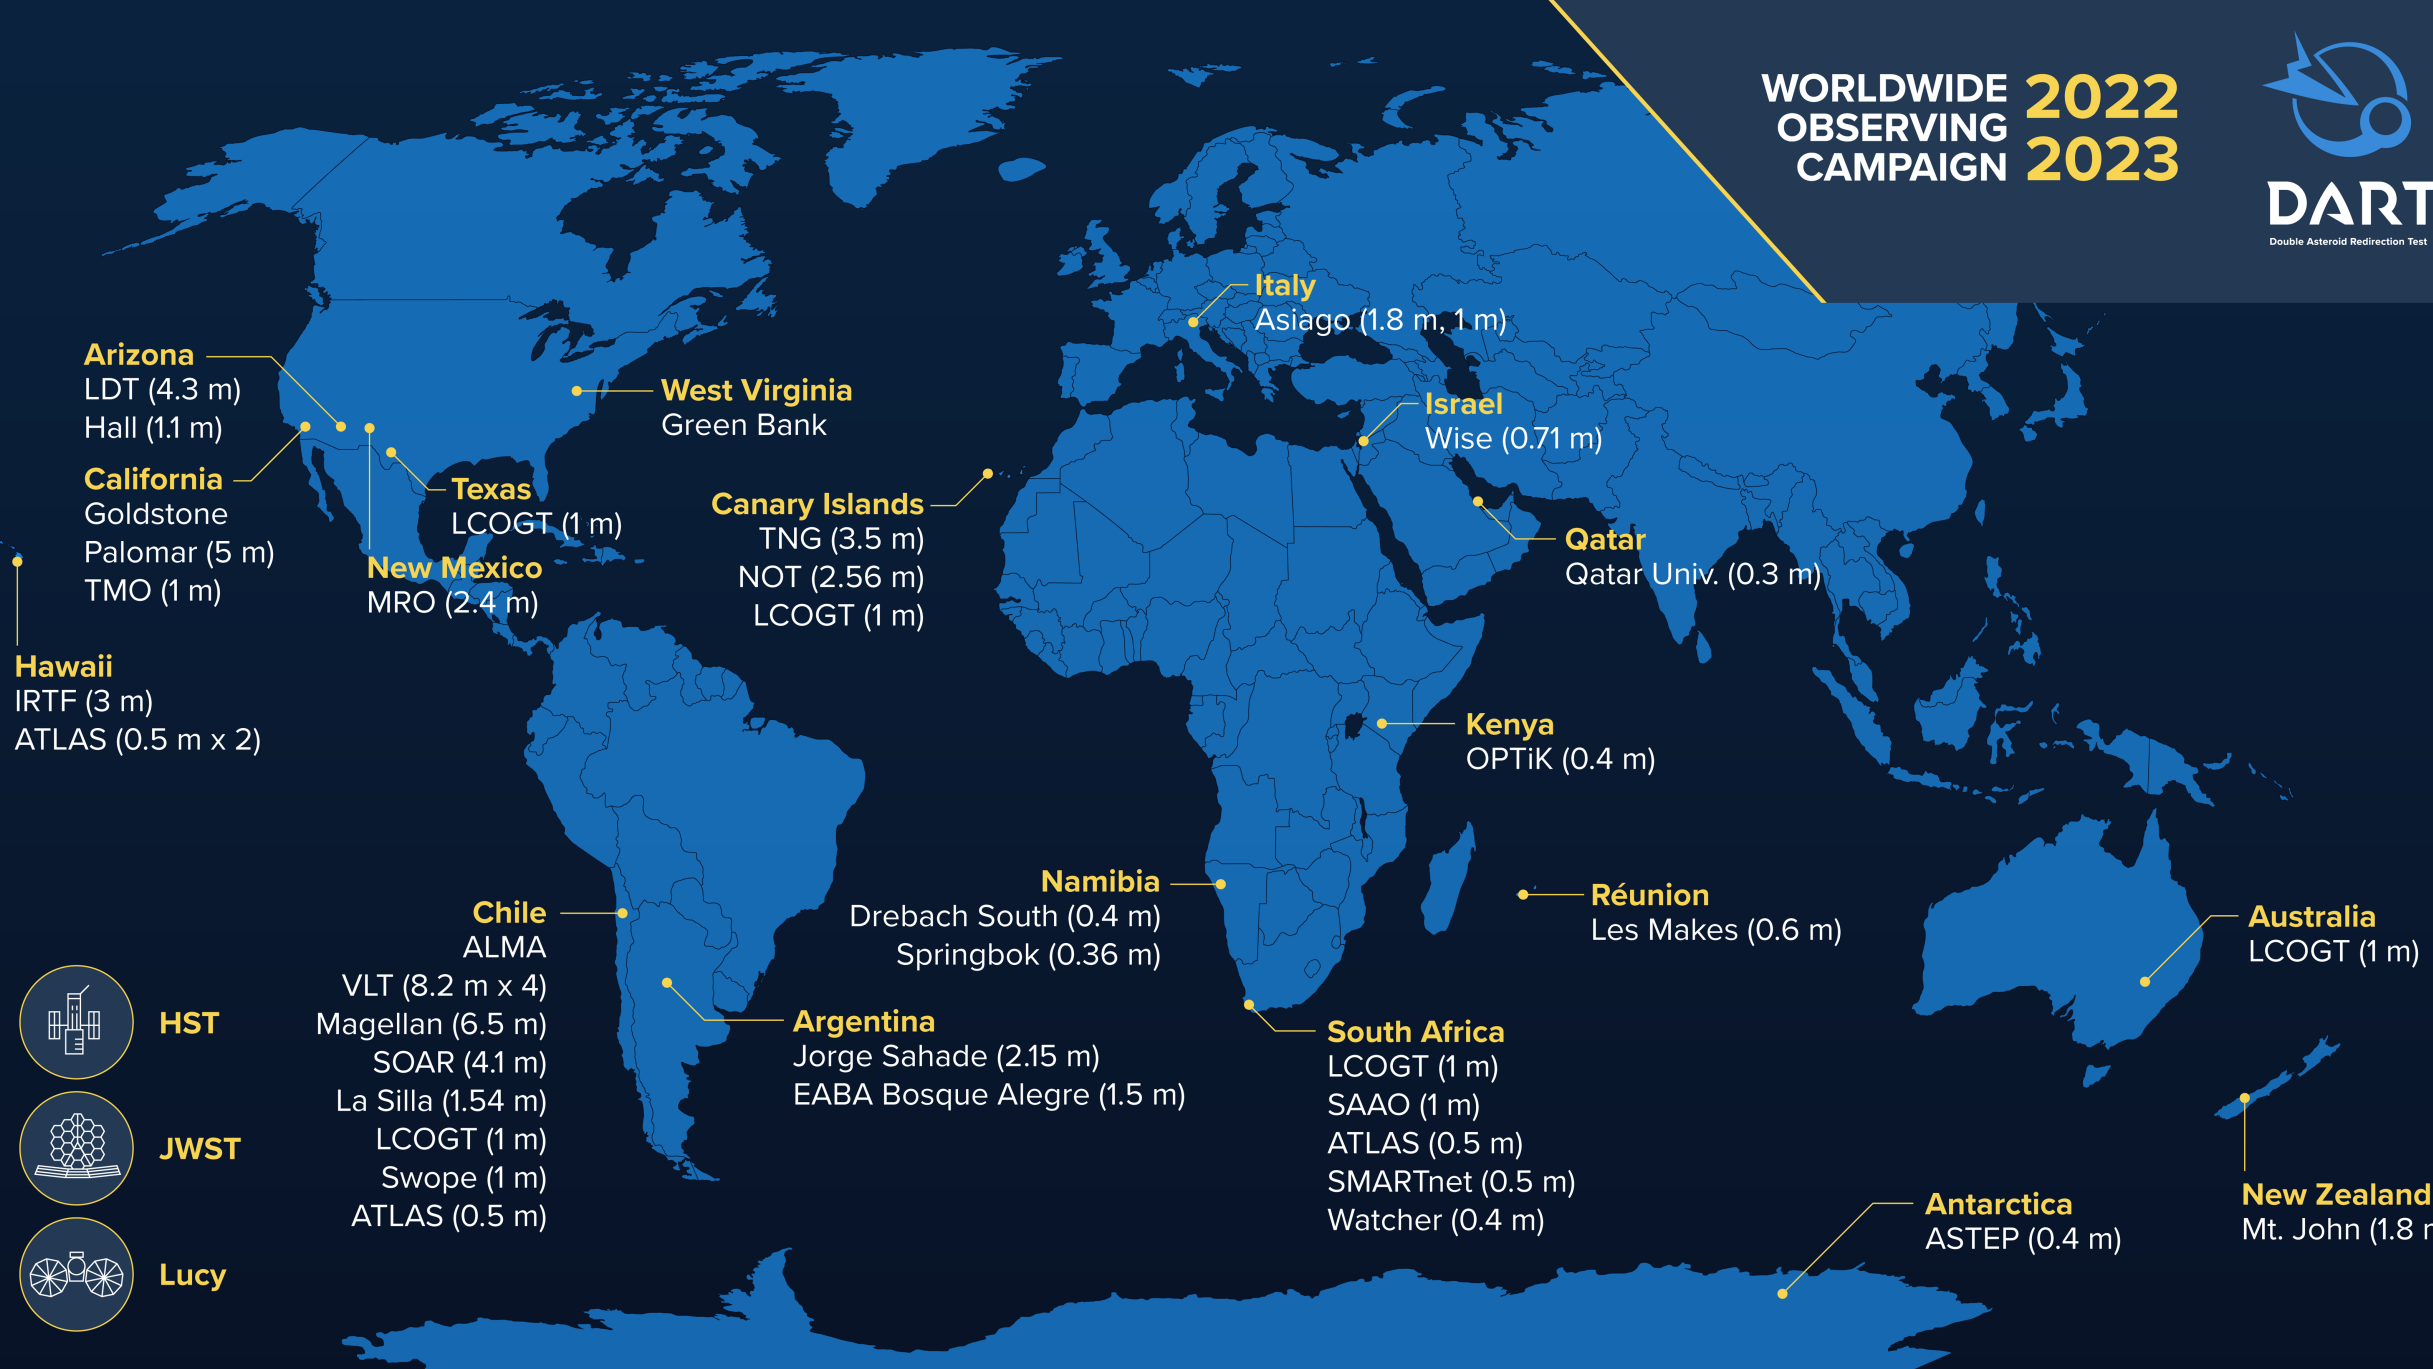 WORLDWIDE
OBSERVING
CAMPAIGN
2022
2023
DART
Double Asteroid Redirection Test
Italy
Asiago (1.8 m, 1 m)
Arizona
LDT (4.3 m)
Hall (1.1 m)
West Virginia
Green Bank
Israel
Wise (0.71 m)
California
Goldstone
Palomar (5 m)
TMO (1 m)
Texas
LCOGT (1 m)
New Mexico
MRO (2.4 m)
Canary Islands
TNG (3.5 m)
NOT (2.56 m)
LCOGT (1 m)
Qatar
Qatar Univ. (0.3 m)
Hawaii
IRTF (3 m)
ATLAS (0.5 m x 2)
Kenya
OPTiK (0.4 m)
Namibia
Drebach South (0.4 m)
Springbok (0.36 m)
Réunion
Les Makes (0.6 m)
Australia
LCOGT (1 m)
Chile
ALMA
VLT (8.2 m x 4)
Magellan (6.5 m)
SOAR (4.1 m)
La Silla (1.54 m)
LCOGT (1 m)
Swope (1 m)
ATLAS (0.5 m)
Argentina
Jorge Sahade (2.15 m)
EABA Bosque Alegre (1.5 m)
South Africa
LCOGT (1 m)
SAAO (1 m)
ATLAS (0.5 m)
SMARTnet (0.5 m)
Watcher (0.4 m)
Antarctica
ASTEP (0.4 m)
New Zealand
Mt. John (1.8
HST
JWST
Lucy